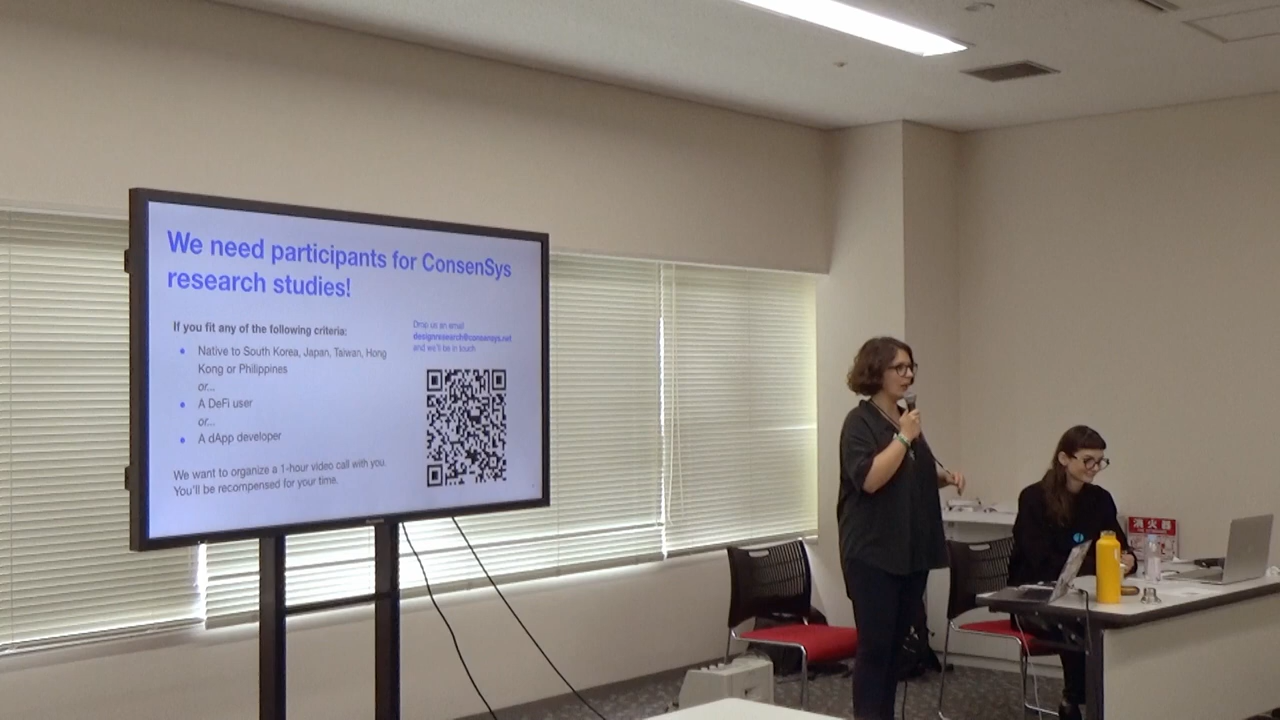 We need participants for ConsenSys
research studies!
If you fit any of the following criteria:
Native to South Korea, Japan, Taiwan, Hong
Kong or Philippines
or...
A DeFi user
or...
A dApp developer
We want to organize a 1-hour video call with you.
You'll be recompensed for your time.
Drop us an email
designresearch@consensys.net
and we'll be in touch
消火器